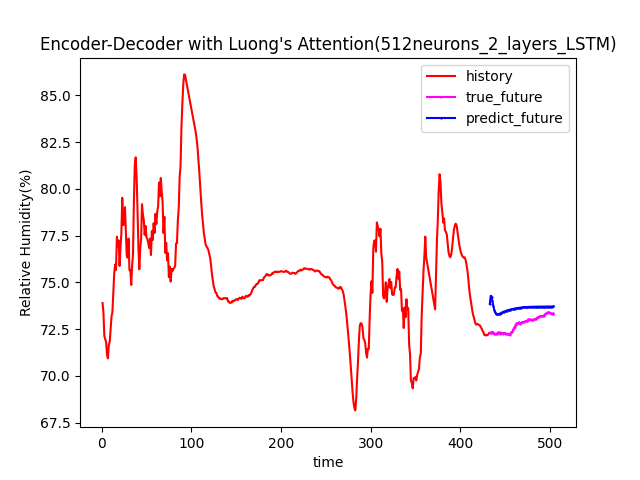 Encoder-Decoder with Luong's Attention(512neurons_2_layers_LSTM)
history
true_future
predict_future
Relative Humidity(%)
85.0
82.5
80.0
77.5
75.0
72.5
70.0
67.5
0 100 200 300 400 500
time